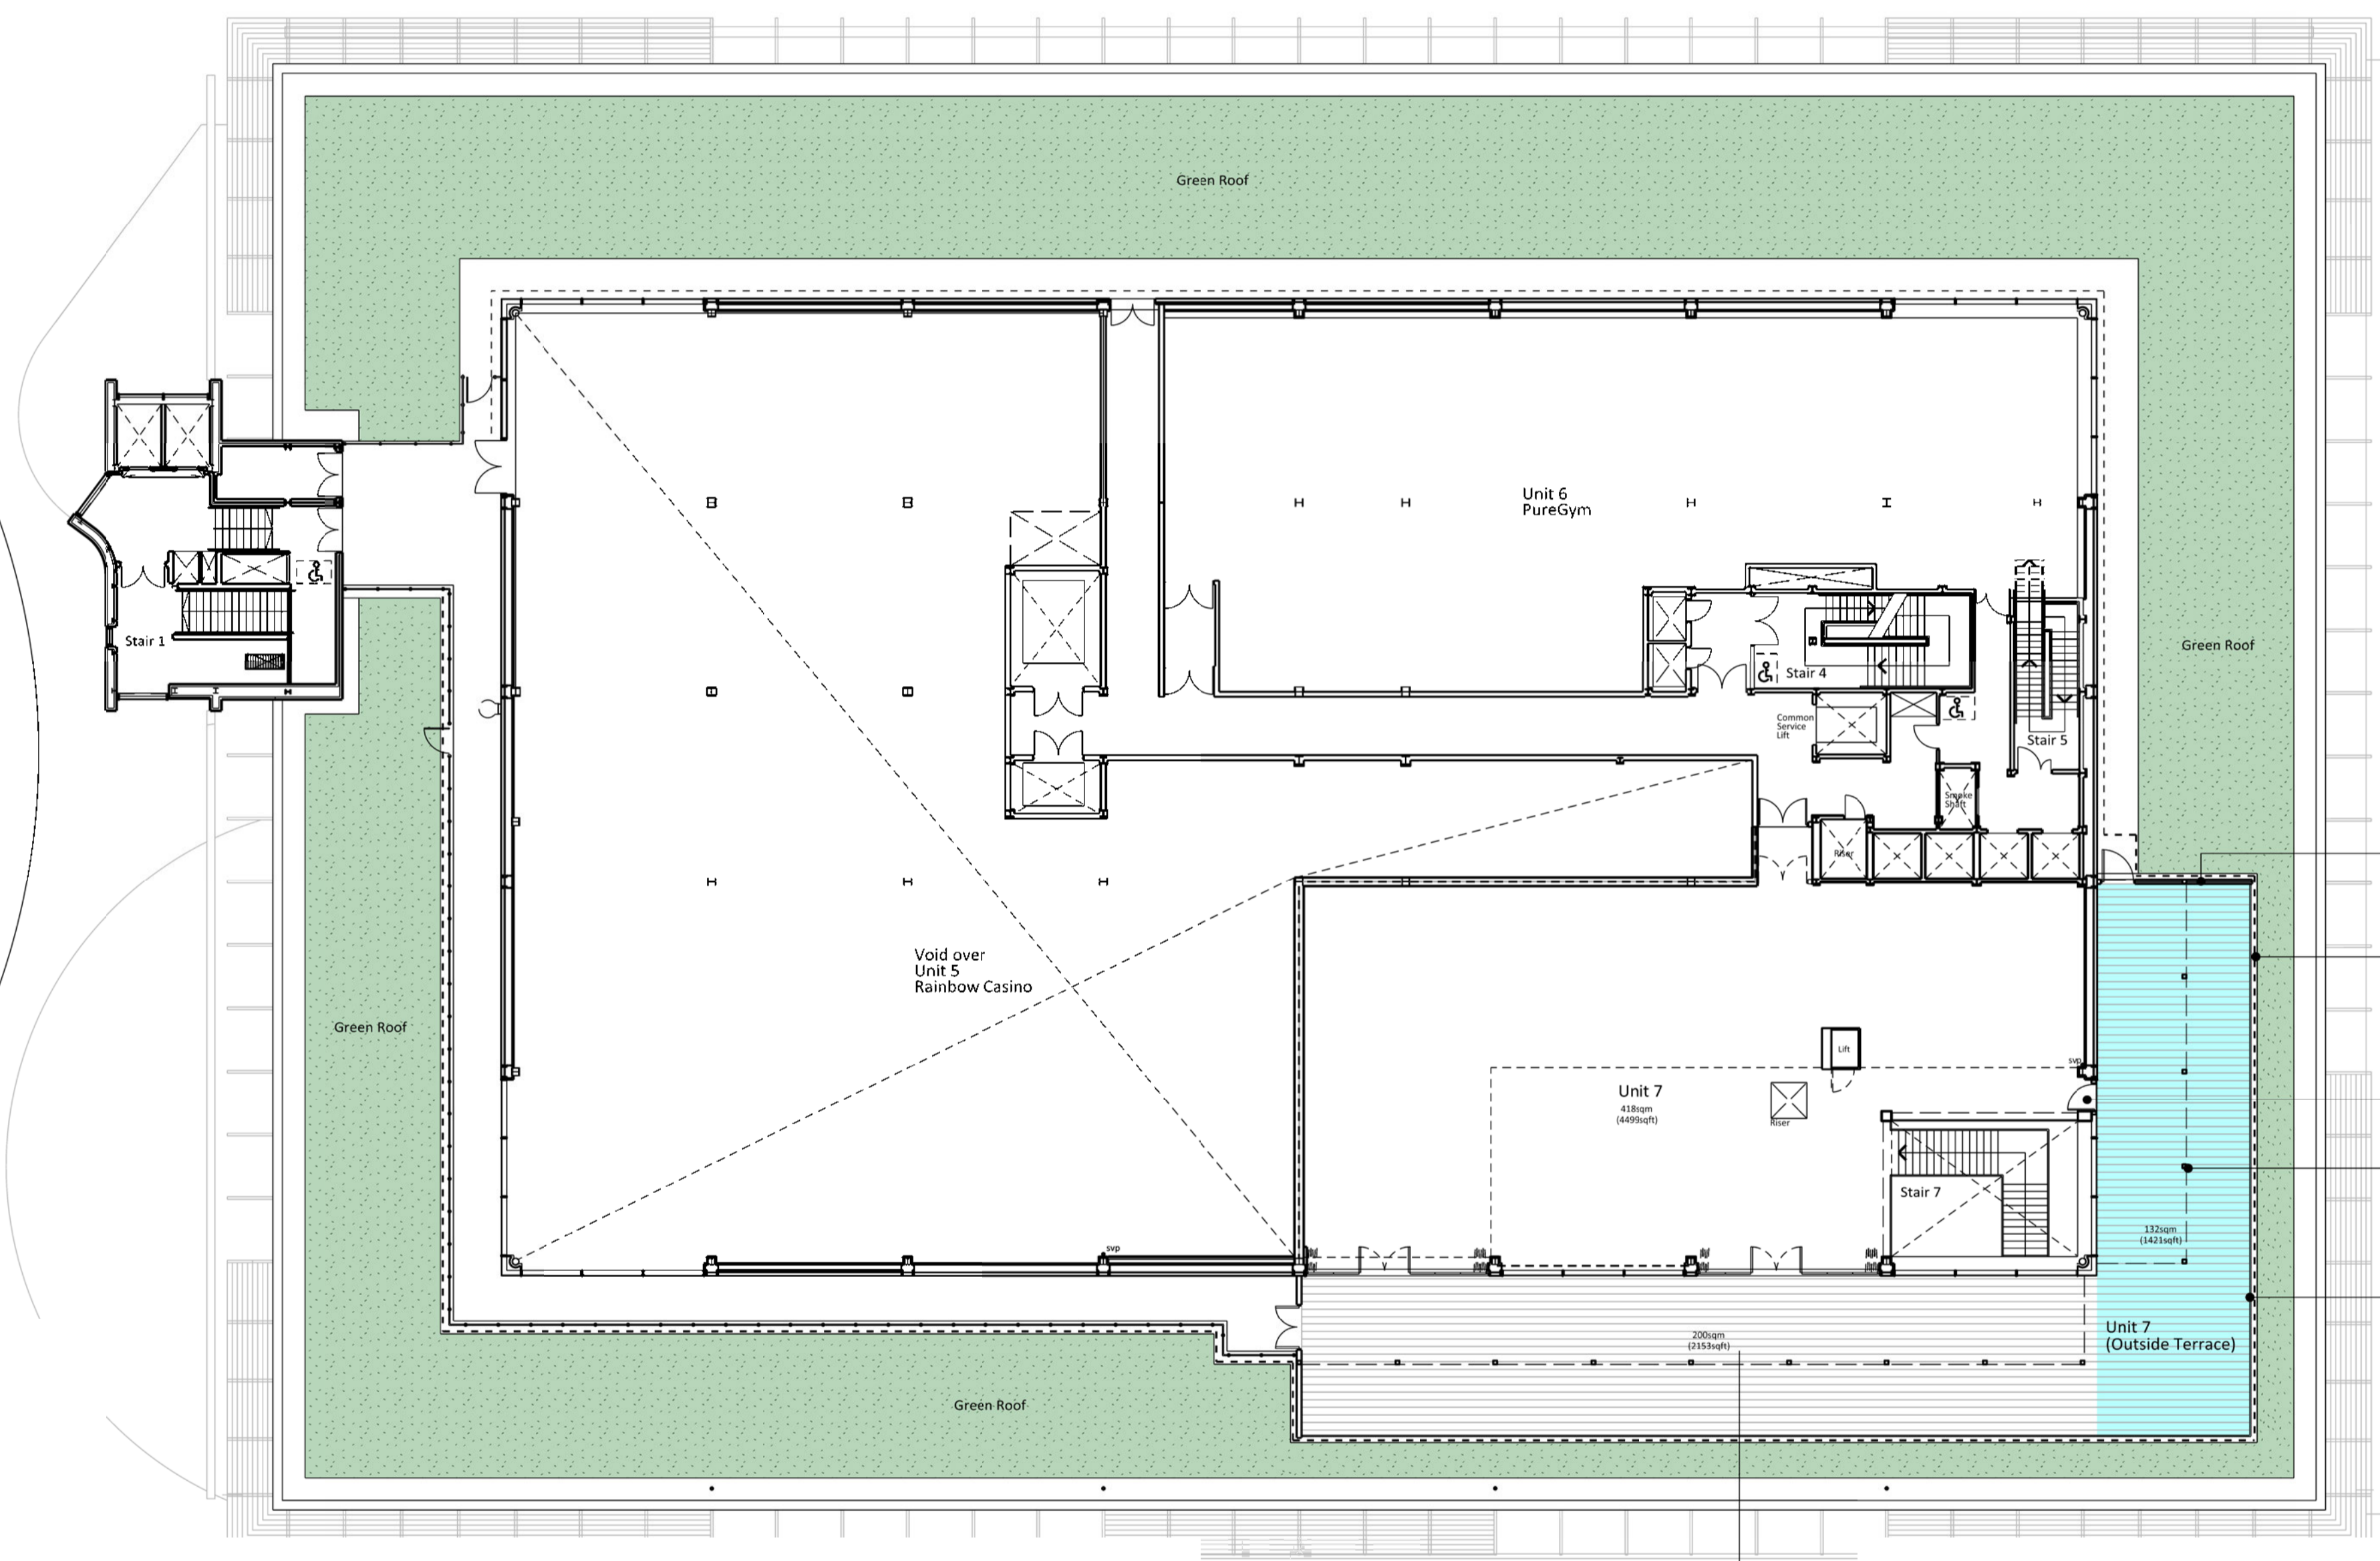 Green Roof
Unit 6
PureGym
Green Roof
Stair 1
Stair 4
Common
Service
Lift
Stair 5
Smoke
Shaft
Riser
Void over
Unit 5
Rainbow Casino
Green Roof
Lift
svp
Unit 7
418sqm
(4499sqft)
Riser
Stair 7
132sqm
(1421sqft)
svp
Unit 7
(Outside Terrace)
200sqm
(2153sqft)
Green Roof